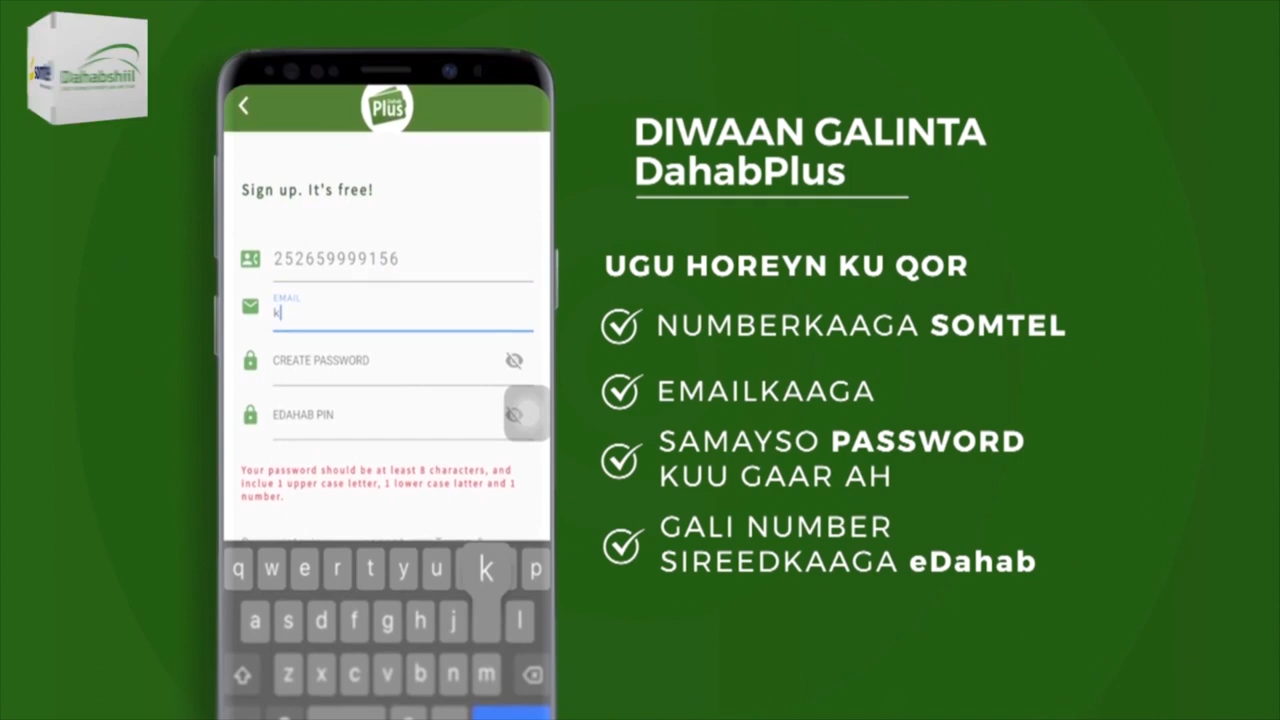 somtel
Dahabshiil
Dahab
Plus
Sign up. It's free!
252659999156
EMAIL
k
CREATE PASSWORD
EDAHAB PIN
Your password should be at least 8 characters, and
inclue 1 upper case letter, 1 lower case latter and 1
number.
q w e r t y u k p
a s d f g h j l
z x c v b n m
DIWAAN GALINTA
DahabPlus
UGU HOREYN KU QOR
NUMBERKAAGA SOMTEL
EMAILKAAGA
SAMAYSO PASSWORD
KUU GAAR AH
GALI NUMBER
SIREEDKAAGA eDahab